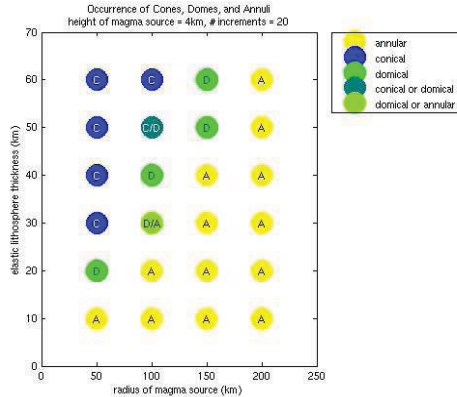 Occurrence of Cones, Domes, and Annuli
height of magma source = 4km, # increments = 20
70
60
50
40
30
20
10
0
elastic lithosphere thickness (km)
C C D A
C C/D D A
C D A A
C D/A A A
D A A A
A A A A
0 50 100 150 200 250
radius of magma source (km)
annular
conical
domical
conical or domical
domical or annular